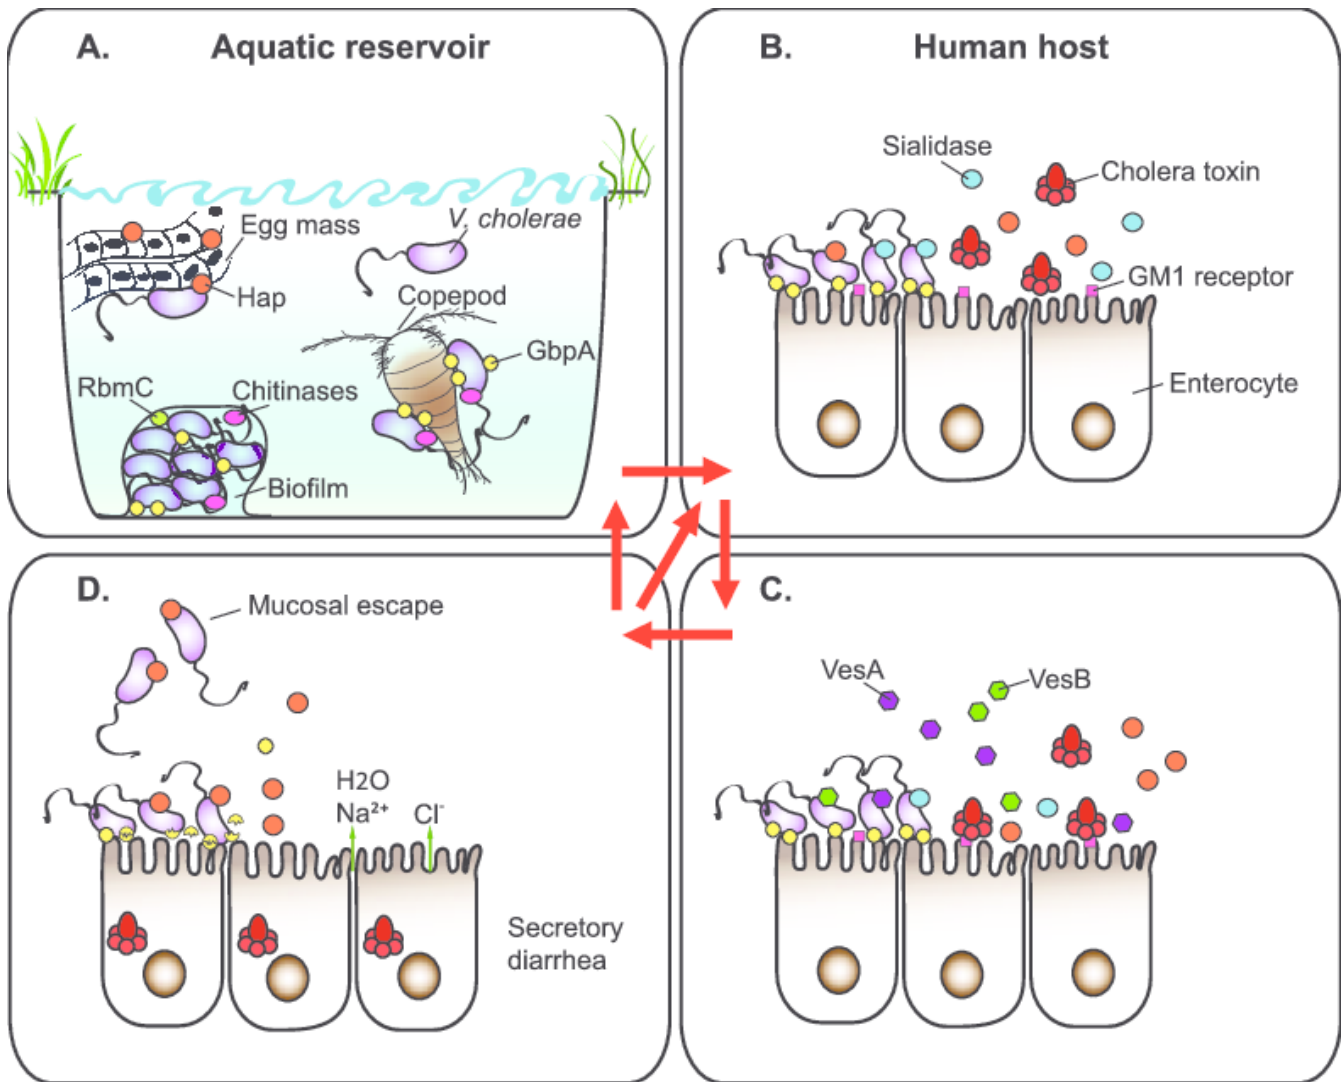 A.
Aquatic reservoir
Egg mass
V. cholerae
Hap
Copepod
GbpA
RbmC
Chitinases
Biofilm
B.
Human host
Sialidase
Cholera toxin
GM1 receptor
Enterocyte
D.
Mucosal escape
H2O
Na²⁺
Cl⁻
Secretory
diarrhea
C.
VesA
VesB